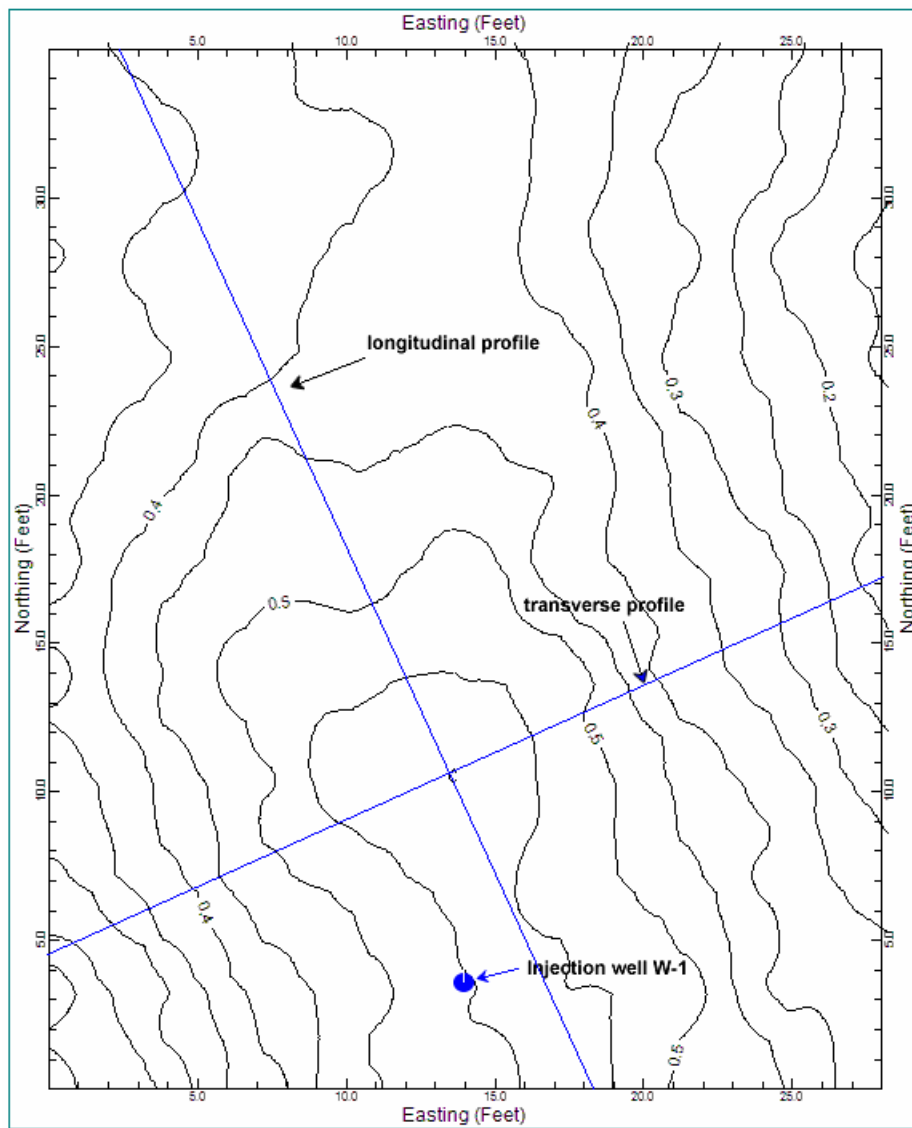 Easting (Feet)
5.0 10.0 15.0 20.0 25.0
30.0 30.0
longitudinal profile
25.0 25.0
0.4 0.3 0.2
20.0 20.0
0.4
Northing (Feet) Northing (Feet)
0.5
transverse profile
15.0 15.0
0.5 0.3
10.0 10.0
0.4
5.0 5.0
Injection well W-1
0.5
5.0 10.0 15.0 20.0 25.0
Easting (Feet)